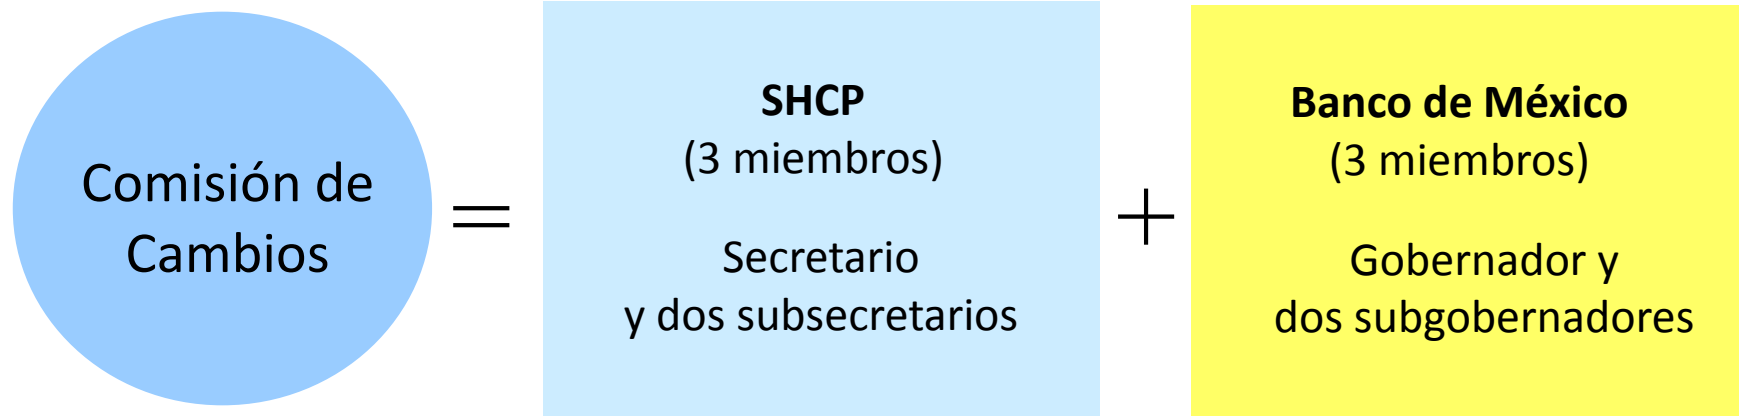 Comisión de
Cambios
=
SHCP
(3 miembros)
Secretario
y dos subsecretarios
+
Banco de México
(3 miembros)
Gobernador y
dos subgobernadores